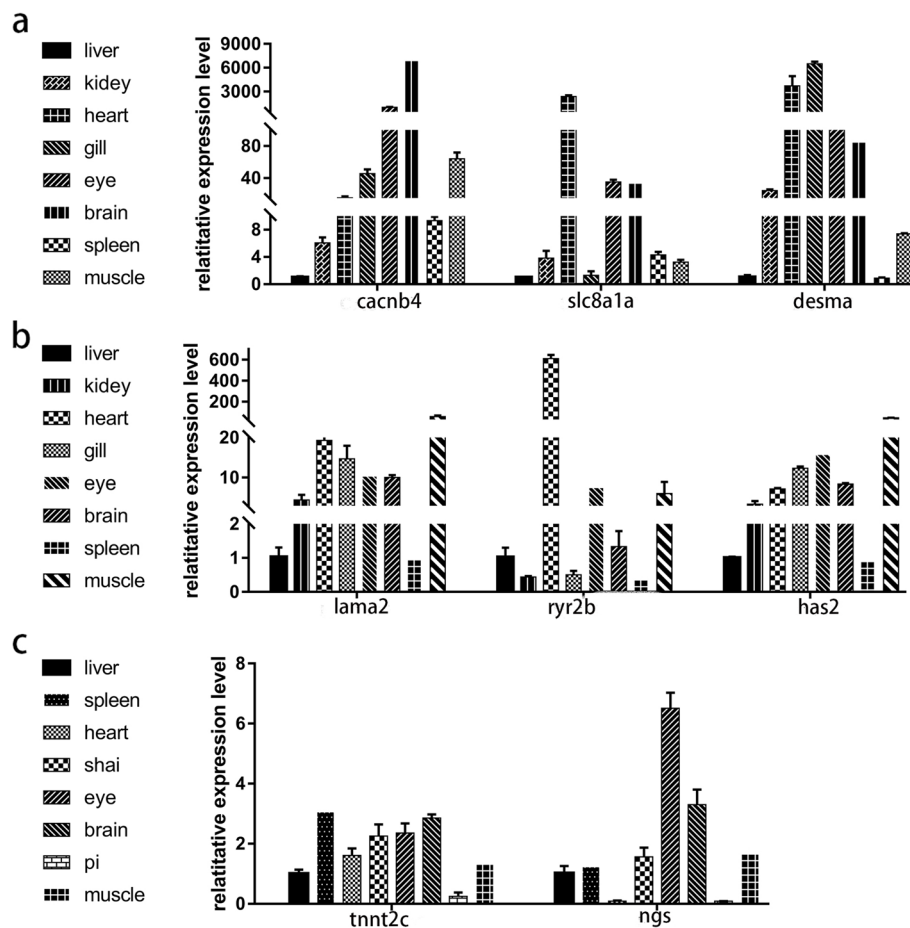 a
liver
kidey
heart
gill
eye
brain
spleen
muscle
relatitative expression level
9000
6000
3000
80
40
8
4
0
cacnb4
slc8a1a
desma
b
liver
kidey
heart
gill
eye
brain
spleen
muscle
relatitative expression level
600
400
200
20
10
2
1
0
lama2
ryr2b
has2
c
liver
spleen
heart
shai
eye
brain
pi
muscle
relatitative expression level
8
6
4
2
0
tnnt2c
ngs